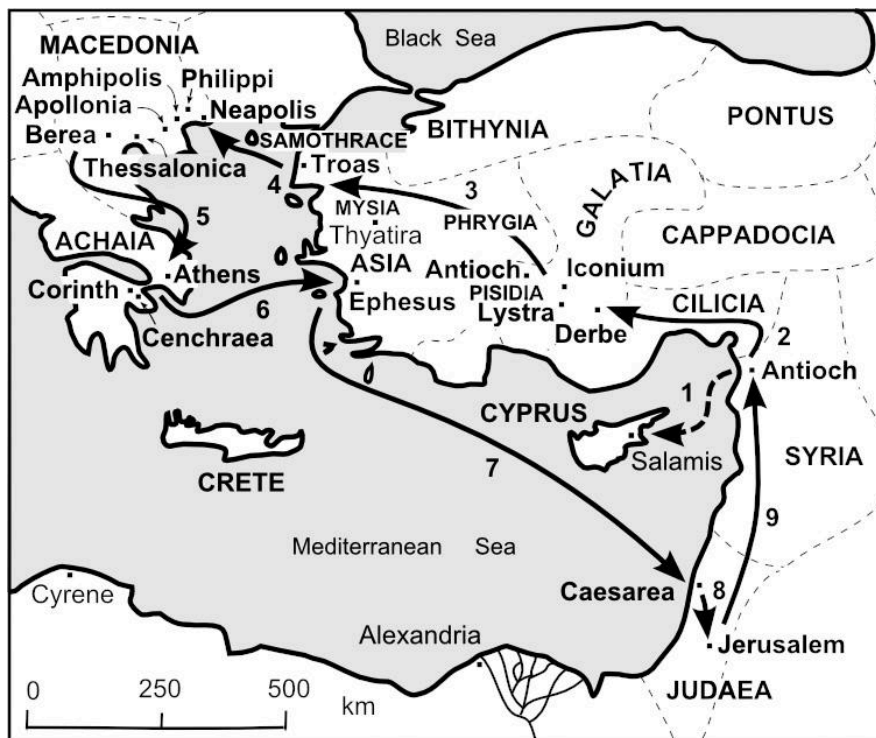 Black Sea
MACEDONIA
Amphipolis
Philippi
Apollonia
Neapolis
Berea
Thessalonica
SAMOTHRACE
BITHYNIA
PONTUS
Troas
4
3
GALATIA
MYSIA
PHRYGIA
Thyatira
5
ACHAIA
CAPPADOCIA
Athens
ASIA
Antioch
Iconium
Corinth
6
Ephesus
PISIDIA
Lystra
CILICIA
Cenchraea
Derbe
2
Antioch
1
CYPRUS
Salamis
SYRIA
CRETE
7
9
Mediterranean Sea
Cyrene
Caesarea
8
Alexandria
Jerusalem
JUDAEA
0 250 500
km